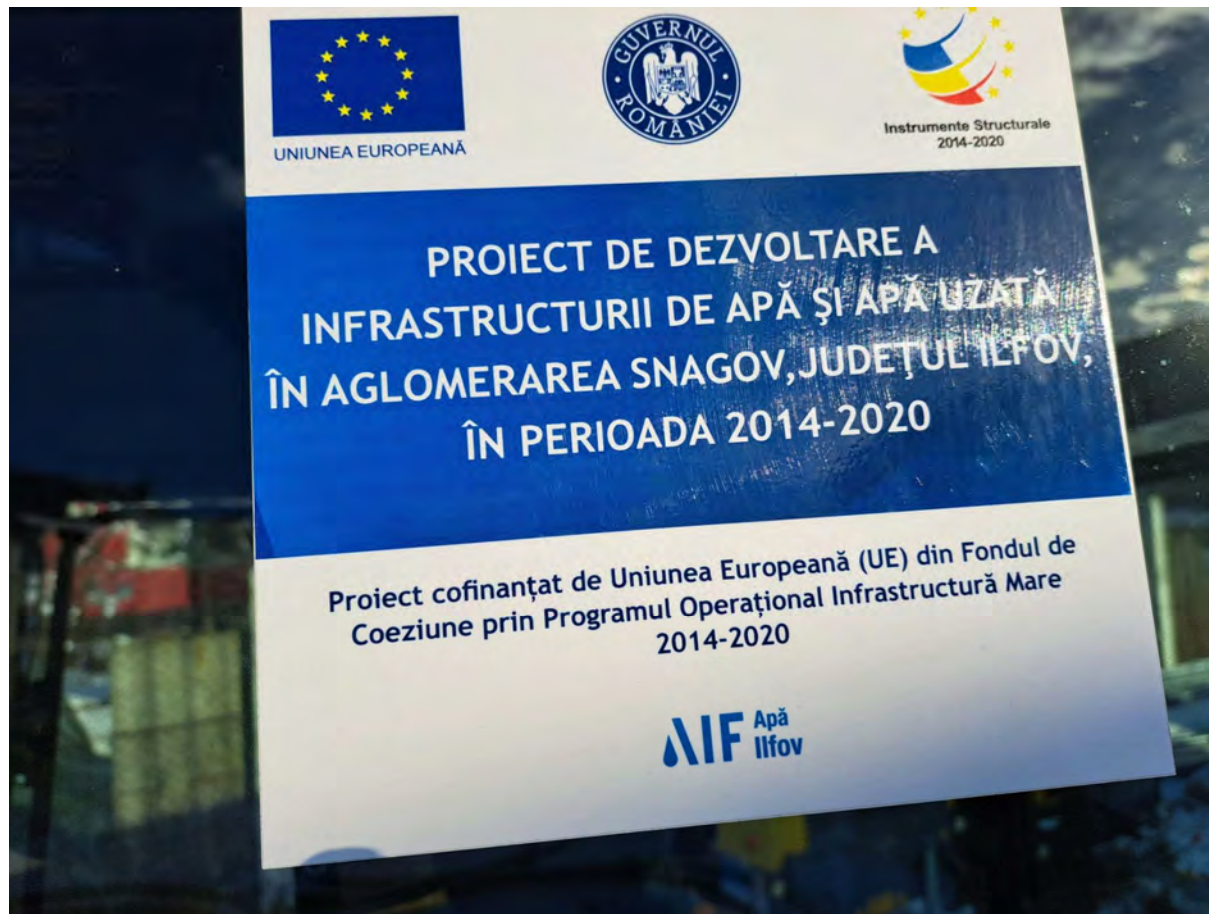 UNIUNEA EUROPEANĂ
GUVERNUL ROMÂNIEI
Instrumente Structurale
2014-2020
PROIECT DE DEZVOLTARE A
INFRASTRUCTURII DE APĂ ŞI APĂ UZATĂ
ÎN AGLOMERAREA SNAGOV,JUDEŢUL ILFOV,
ÎN PERIOADA 2014-2020
Proiect cofinanțat de Uniunea Europeană (UE) din Fondul de
Coeziune prin Programul Operațional Infrastructură Mare
2014-2020
AIF Apă
Ilfov